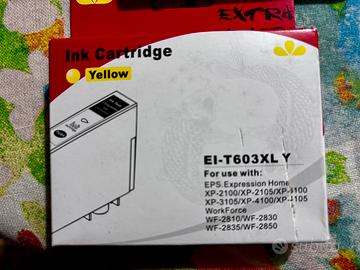 EXTRA
Ink Cartridge
Yellow
EI-T603XL Y
For use with:
EPS.Expression Home
XP-2100/XP-2105/XP-3100
XP-3105/XP-4100/XP-4105
WorkForce
WF-2810/WF-2830
WF-2835/WF-2850
subito